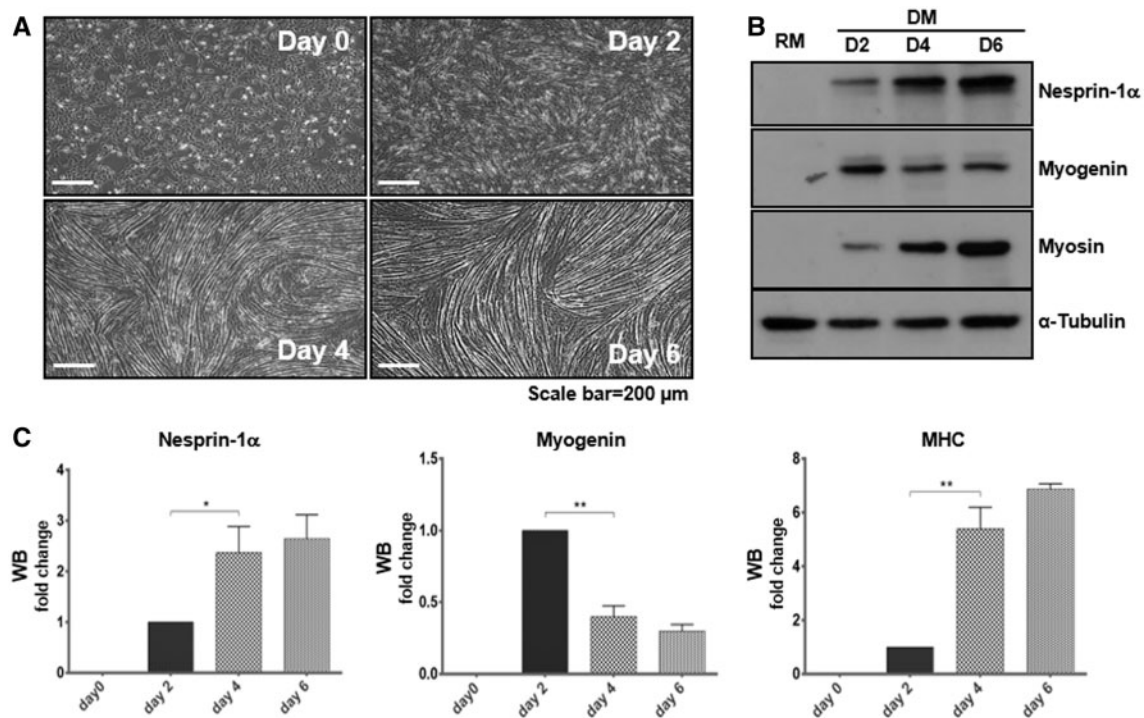 A
Day 0
Day 2
Day 4
Day 6
Scale bar=200 µm
B
DM
RM
D2 D4 D6
Nesprin-1α
Myogenin
Myosin
α-Tubulin
C
Nesprin-1α
WB
fold change
4
3
2
1
0
*
day0
day 2
day 4
day 6
Myogenin
WB
fold change
1.5
1.0
0.5
0.0
**
day0
day 2
day 4
day 6
MHC
WB
fold change
8
6
4
2
0
**
day 0
day 2
day 4
day 6